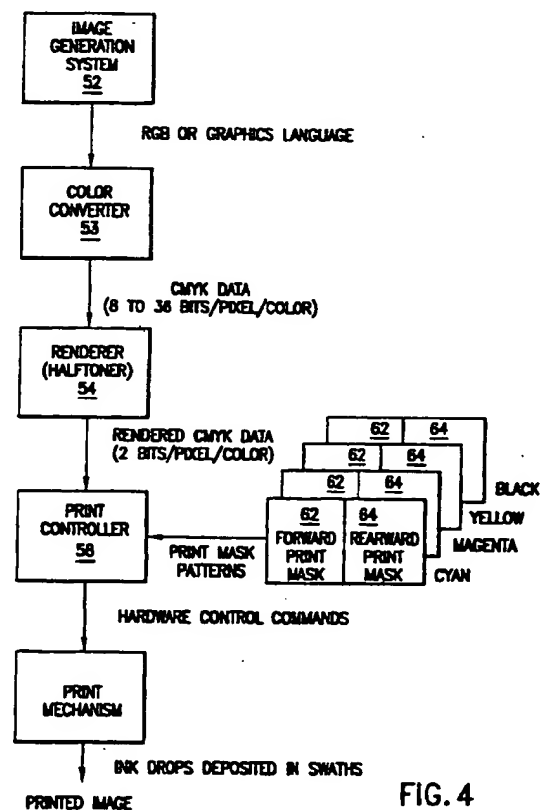 IMAGE
GENERATION
SYSTEM
52
RGB OR GRAPHICS LANGUAGE
COLOR
CONVERTER
53
CMYK DATA
(8 TO 36 BITS/PIXEL/COLOR)
RENDERER
(HALFTONER)
54
RENDERED CMYK DATA
(2 BITS/PIXEL/COLOR)
62 64
62 64
62 64
BLACK
YELLOW
MAGENTA
CYAN
62 64
FORWARD REARWARD
PRINT PRINT
MASK MASK
PRINT
CONTROLLER
58
PRINT MASK
PATTERNS
HARDWARE CONTROL COMMANDS
PRINT
MECHANISM
INK DROPS DEPOSITED IN SWATHS
PRINTED IMAGE
FIG. 4